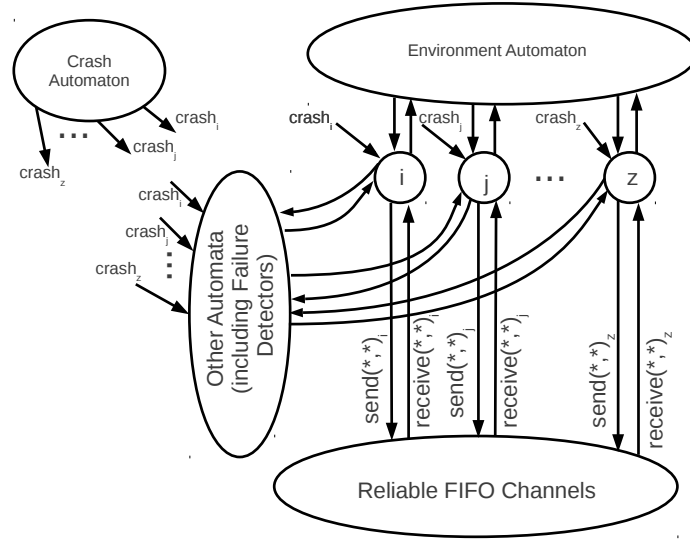 Crash
Automaton
Environment Automaton
crash_i
crash_j
crash_z
...
crash_i
crash_j
crash_z
i
j
...
z
crash_i
crash_j
...
crash_z
Other Automata
(including Failure
Detectors)
send(*,*)_i
receive(*,*)_i
send(*,*)_j
receive(*,*)_j
send(*,*)_z
receive(*,*)_z
Reliable FIFO Channels